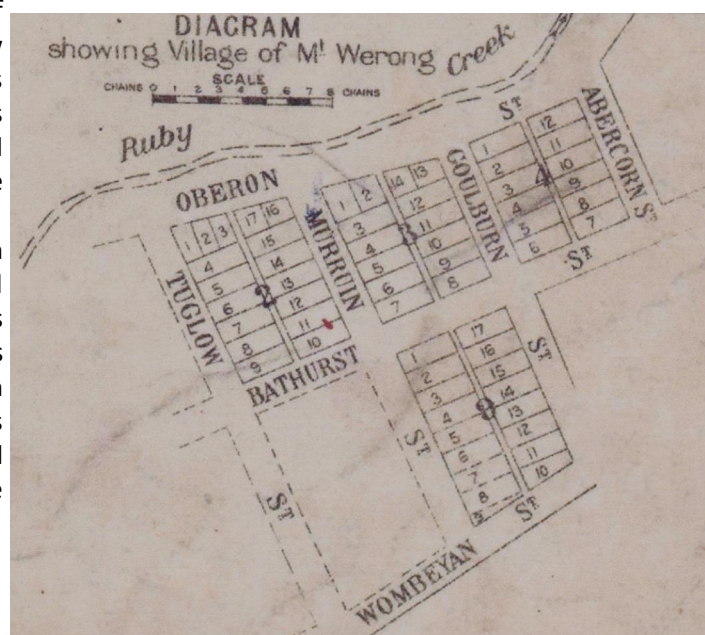 DIAGRAM
showing Village of Mt Werong
SCALE
CHAINS 0 1 2 3 4 5 6 7 8 CHAINS
Ruby Creek
OBERON ST
TUGLOW ST
MURRUIN ST
GOULBURN ST
ABERCORN ST
BATHURST ST
WOMBEYAN ST
2
1 2 3 17 16
4 15
5 14
6 13
7 12
8 11
9 10
3
1 2 14 13
3 12
4 11
5 10
6 9
7 8
4
1 12
2 11
3 10
4 9
5 8
6 7
1 17
2 16
3 15
4 14
5 13
6 12
7 11
8 10
9